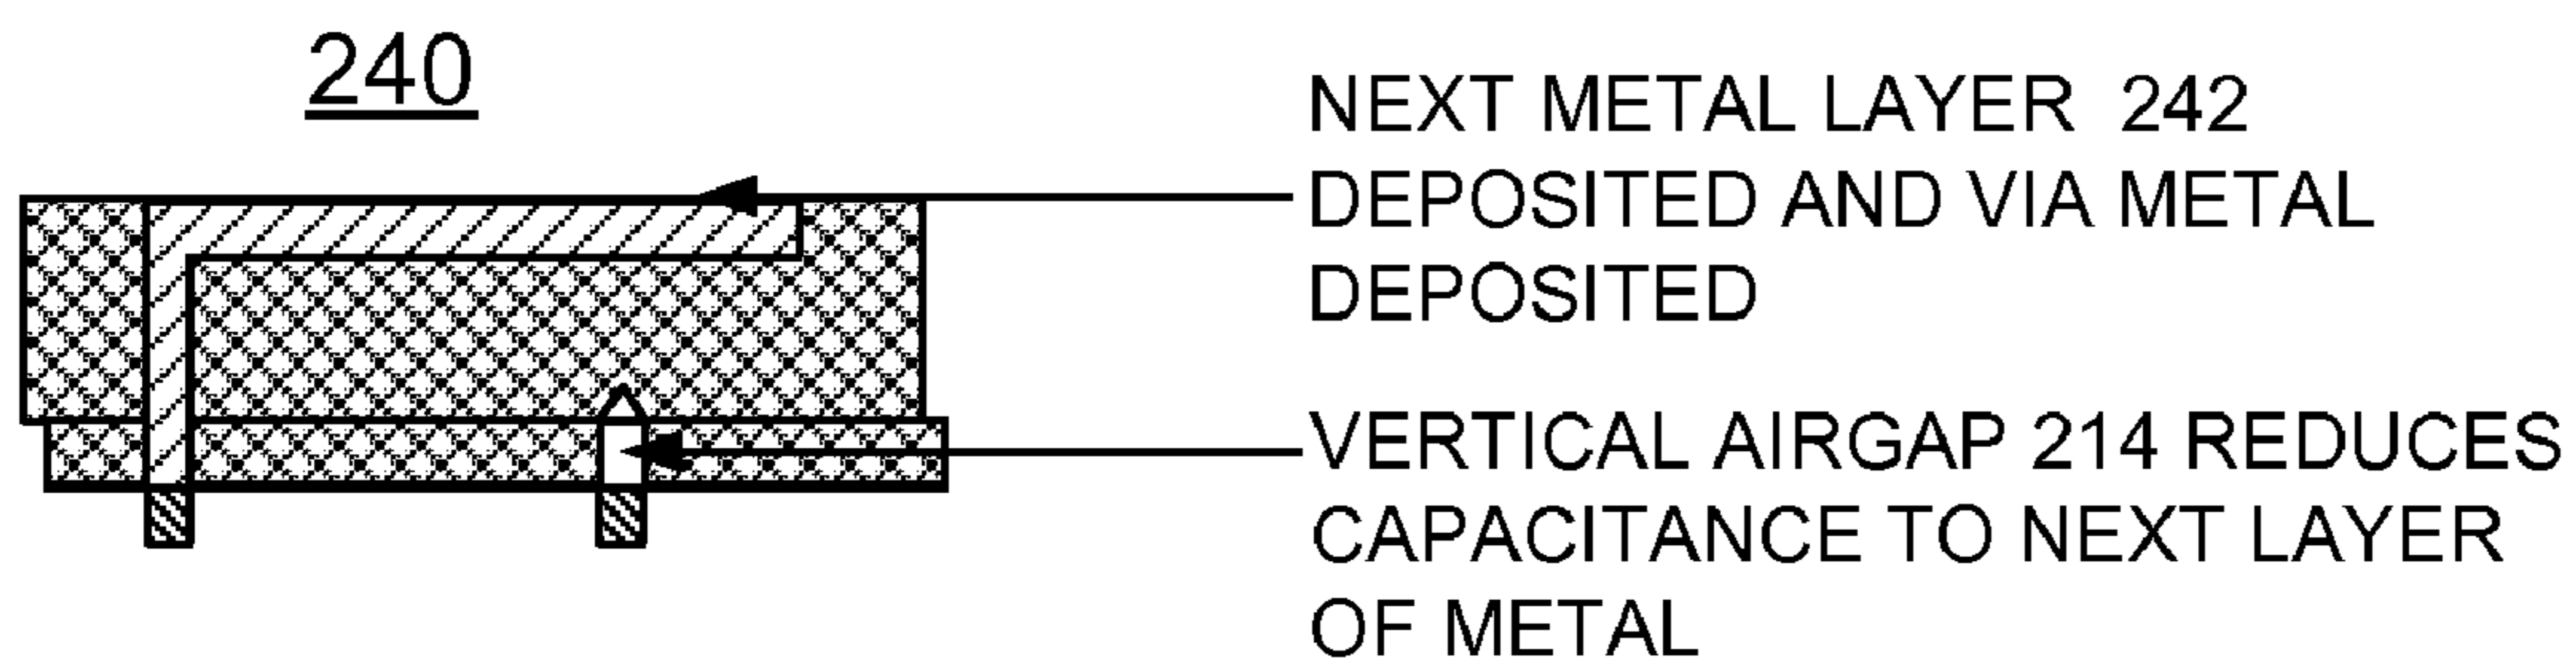 240
NEXT METAL LAYER 242
DEPOSITED AND VIA METAL
DEPOSITED
VERTICAL AIRGAP 214 REDUCES
CAPACITANCE TO NEXT LAYER
OF METAL